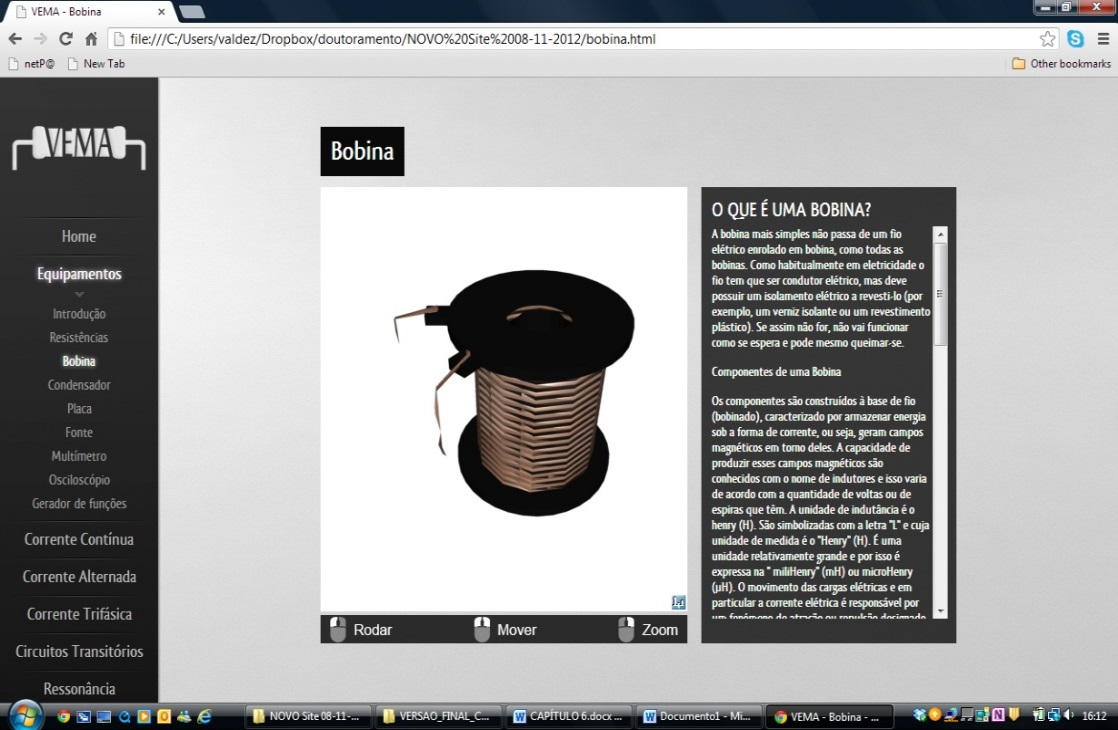 VEMA - Bobina
file:///C:/Users/valdez/Dropbox/doutoramento/NOVO%20Site%2008-11-2012/bobina.html
netP@
New Tab
Other bookmarks
VEMA
Home
Equipamentos
Introdução
Resistências
Bobina
Condensador
Placa
Fonte
Multímetro
Osciloscópio
Gerador de funções
Corrente Contínua
Corrente Alternada
Corrente Trifásica
Circuitos Transitórios
Ressonância
Bobina
Rodar
Mover
Zoom
O QUE É UMA BOBINA?
A bobina mais simples não passa de um fio
elétrico enrolado em bobina, como todas as
bobinas. Como habitualmente em eletricidade o
fio tem que ser condutor elétrico, mas deve
possuir um isolamento elétrico a revesti-lo (por
exemplo, um verniz isolante ou um revestimento
plástico). Se assim não for, não vai funcionar
como se espera e pode mesmo queimar-se.
Componentes de uma Bobina
Os componentes são construídos à base de fio
(bobinado), caracterizado por armazenar energia
sob a forma de corrente, ou seja, geram campos
magnéticos em torno deles. A capacidade de
produzir esses campos magnéticos são
conhecidos com o nome de indutores e isso varia
de acordo com a quantidade de voltas ou de
espiras que têm. A unidade de indutância é o
henry (H). São simbolizadas com a letra "L" e cuja
unidade de medida é o "Henry" (H). É uma
unidade relativamente grande e por isso é
expressa na " miliHenry" (mH) ou microHenry
(µH). O movimento das cargas elétricas e em
particular a corrente elétrica é responsável por
um fenómeno de atração ou repulsão designado
NOVO Site 08-11-...
VERSAO_FINAL_C...
CAPÍTULO 6.docx ...
Documento1 - Mi...
VEMA - Bobina - ...
16:12